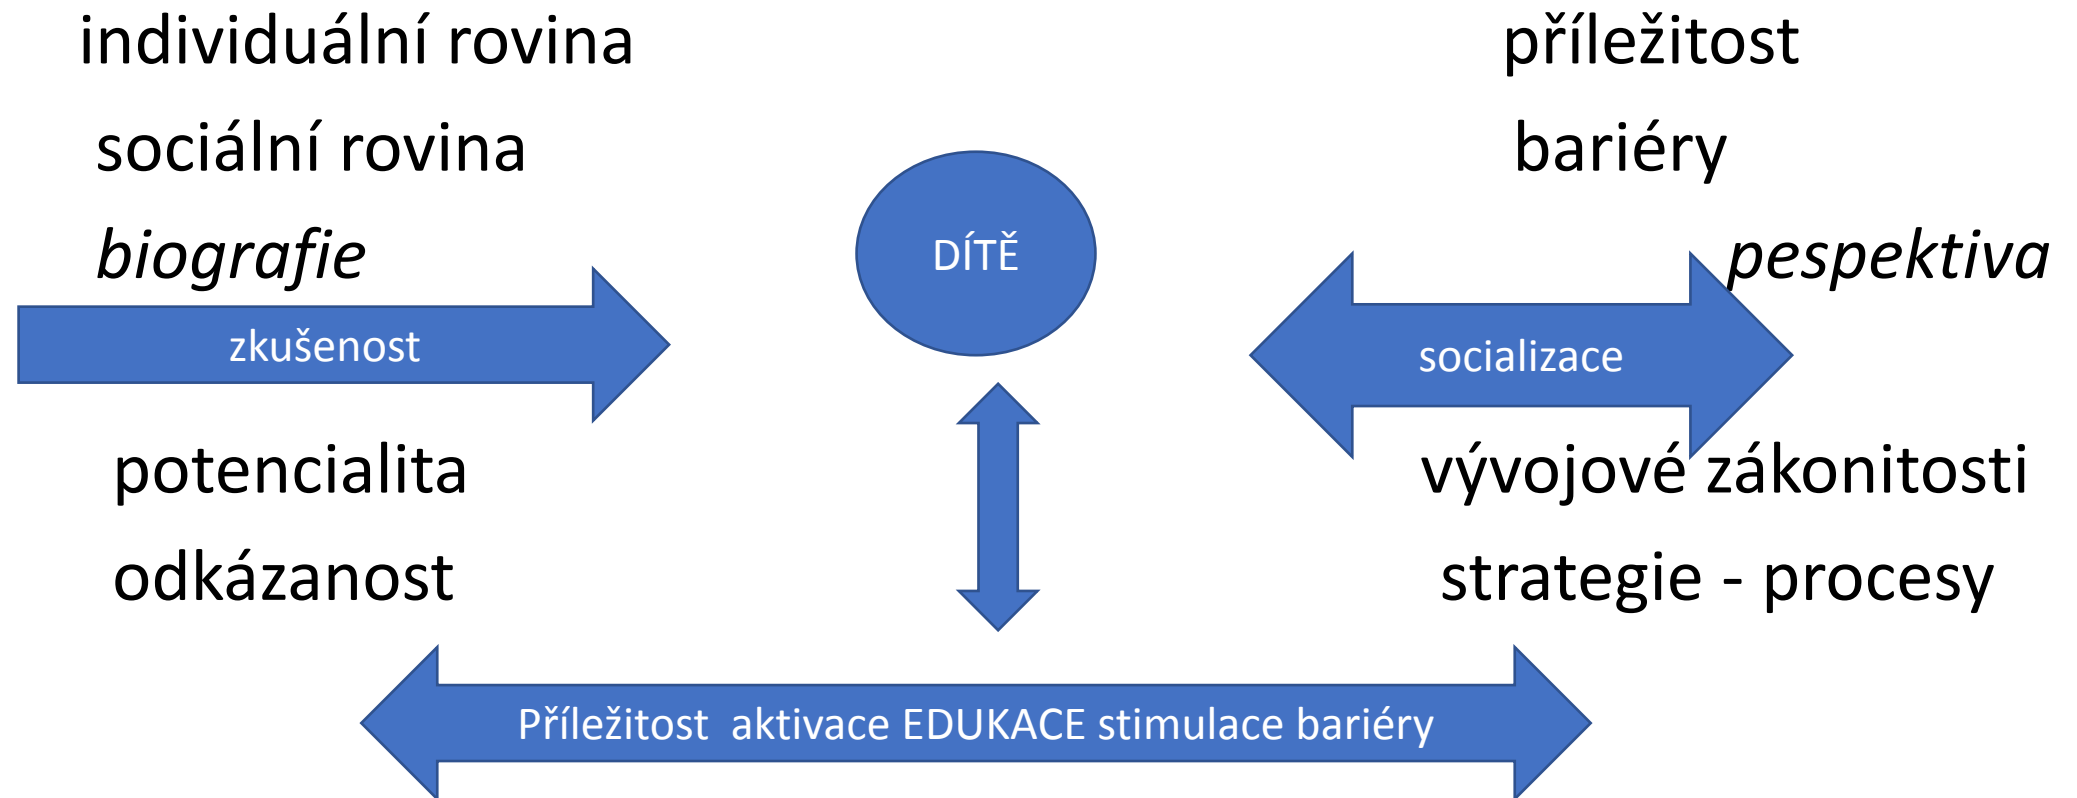 individuální rovina
sociální rovina
biografie
zkušenost
potencialita
odkázanost
DÍTĚ
příležitost
bariéry
pespektiva
socializace
vývojové zákonitosti
strategie - procesy
Příležitost  aktivace EDUKACE stimulace bariéry